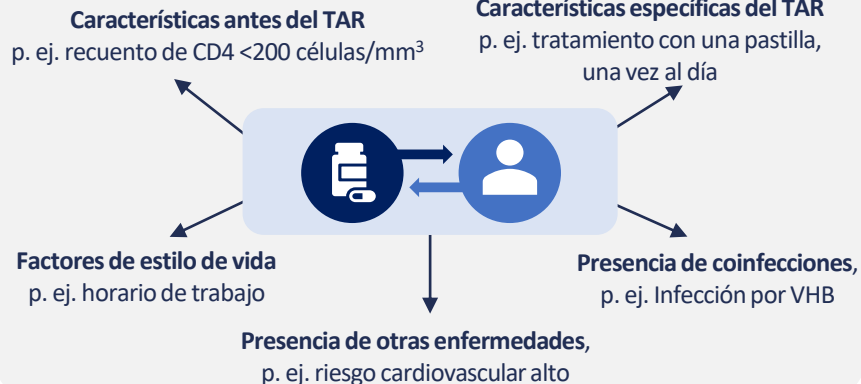 Características antes del TAR
p. ej. recuento de CD4 <200 células/mm³
Características específicas del TAR
p. ej. tratamiento con una pastilla,
una vez al día
Factores de estilo de vida
p. ej. horario de trabajo
Presencia de coinfecciones,
p. ej. Infección por VHB
Presencia de otras enfermedades,
p. ej. riesgo cardiovascular alto